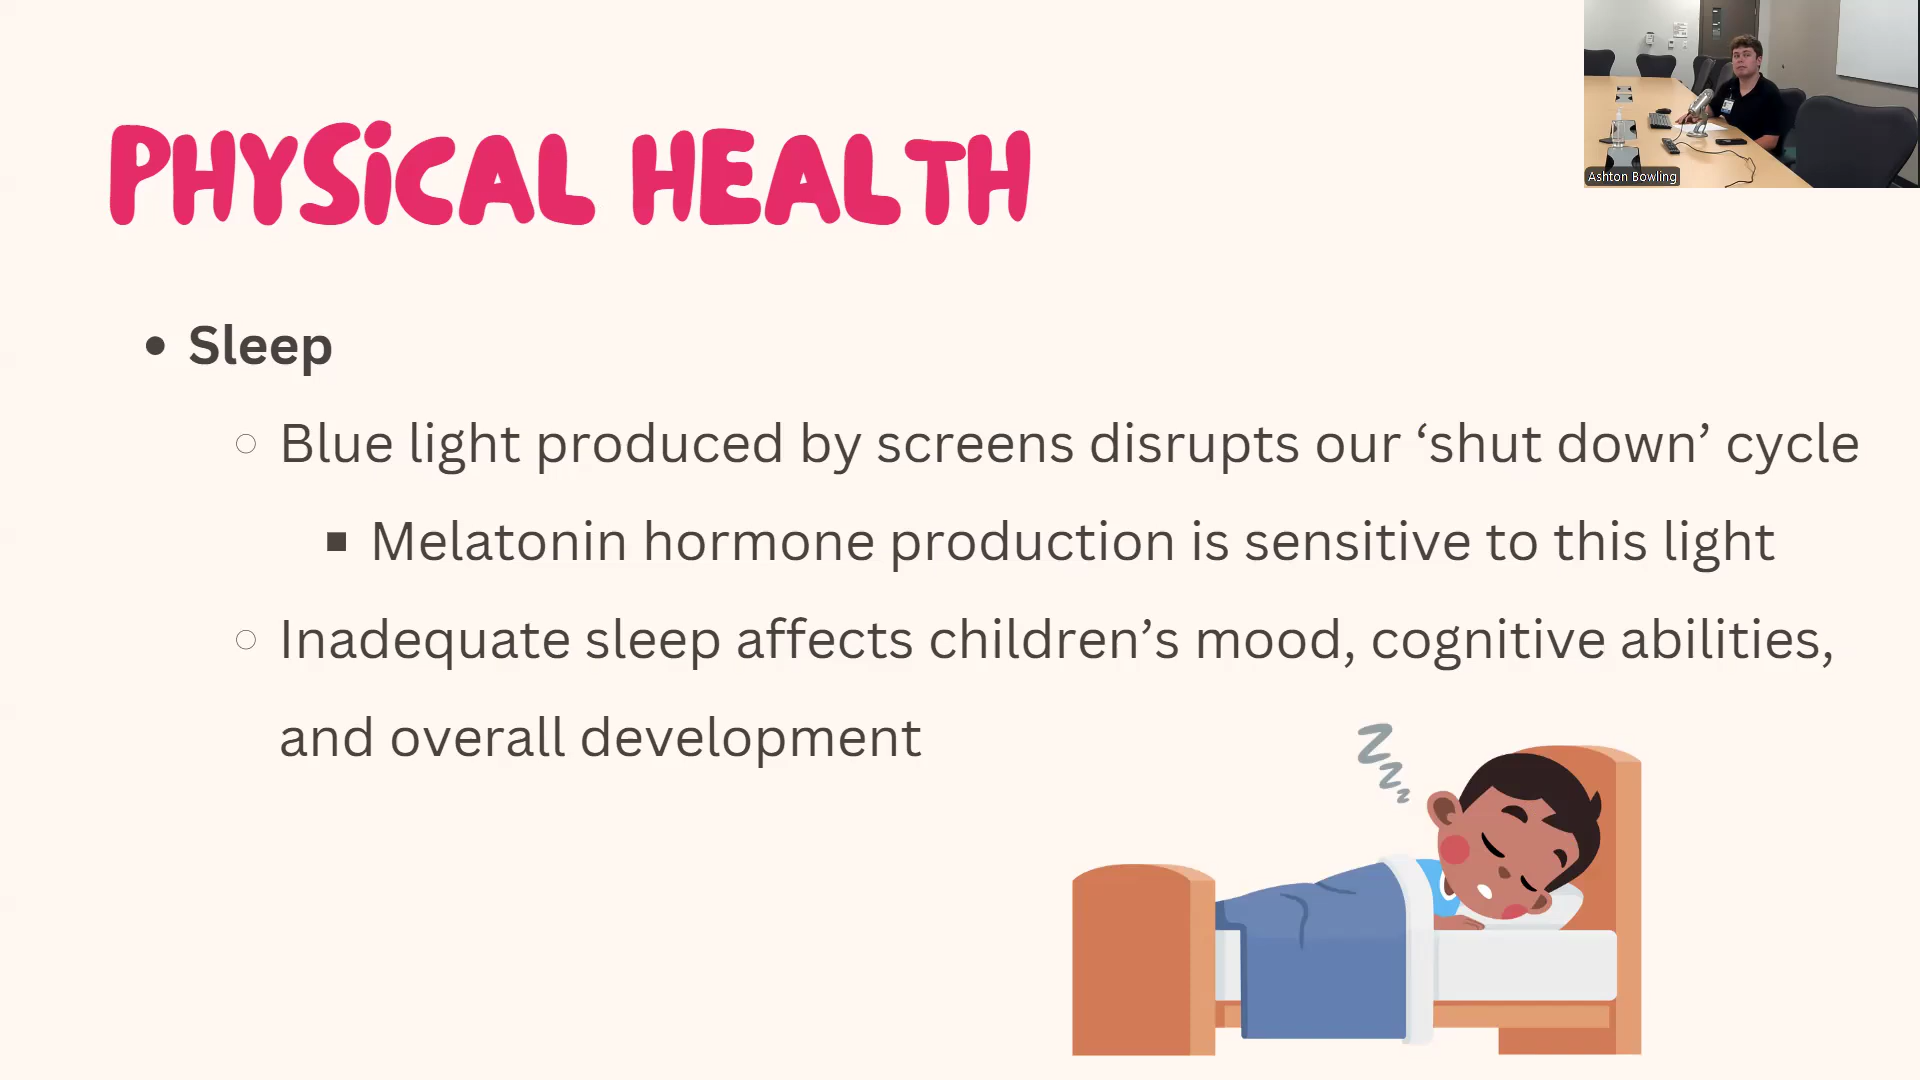 PHYSiCAL HEALTH
Sleep
Blue light produced by screens disrupts our ‘shut down’ cycle
Melatonin hormone production is sensitive to this light
Inadequate sleep affects children’s mood, cognitive abilities,
and overall development
zzz
Ashton Bowling